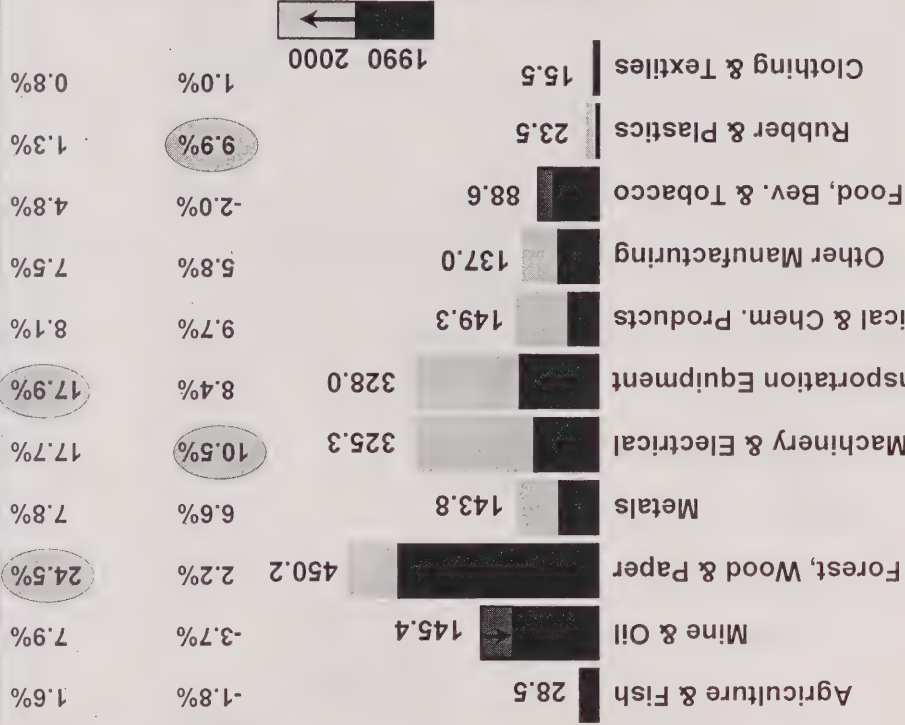 Agriculture & Fish 28.5 -1.8% 1.6%
Mine & Oil 145.4 -3.7% 7.9%
Forest, Wood & Paper 450.2 2.2% 24.5%
Metals 143.8 6.6% 7.8%
Machinery & Electrical 325.3 10.5% 17.7%
nsportation Equipment 328.0 8.4% 17.9%
ical & Chem. Products 149.3 9.7% 8.1%
Other Manufacturing 137.0 5.8% 7.5%
Food, Bev. & Tobacco 88.6 -2.0% 4.8%
Rubber & Plastics 23.5 9.9% 1.3%
Clothing & Textiles 15.5 1.0% 0.8%
1990 2000